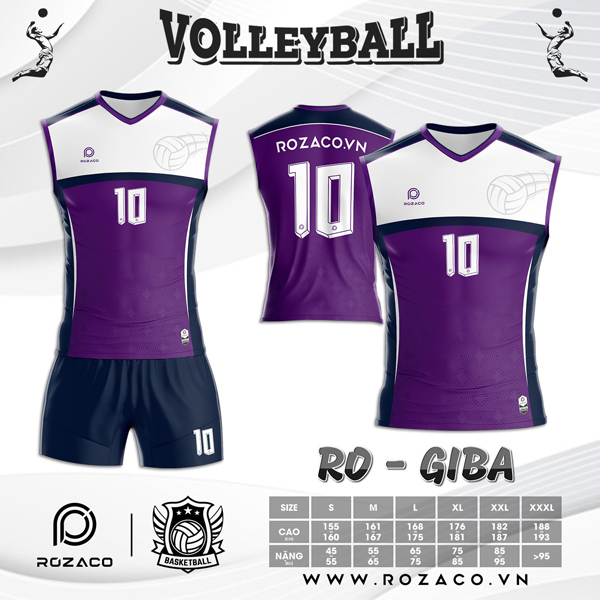 VOLLEYBALL
ROZACO
10
10
ROZACO.VN
10
ROZACO
10
RO - GIBA
ROZACO
BASKETBALL
SIZE S M L XL XXL XXXL
CAO 155 161 168 176 182 188
160 167 175 181 187 193
NẶNG 45 55 65 75 85 >95
55 65 75 85 95
WWW.ROZACO.VN